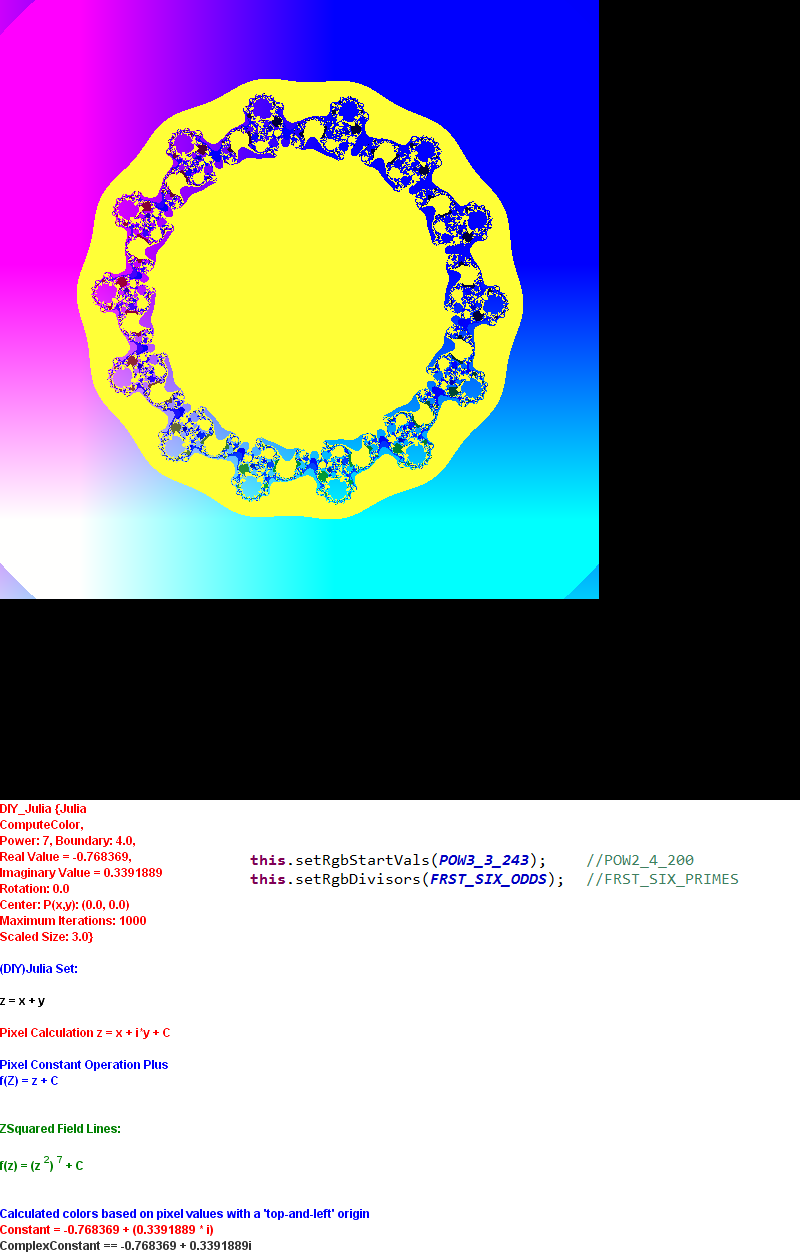 DIY_Julia {Julia
ComputeColor,
Power: 7, Boundary: 4.0,
Real Value = -0.768369,
Imaginary Value = 0.3391889
Rotation: 0.0
Center: P(x,y): (0.0, 0.0)
Maximum Iterations: 1000
Scaled Size: 3.0}
this.setRgbStartVals(POW3_3_243); //POW2_4_200
this.setRgbDivisors(FRST_SIX_ODDS); //FRST_SIX_PRIMES
(DIY)Julia Set:
z = x + y
Pixel Calculation z = x + i*y + C
Pixel Constant Operation Plus
f(Z) = z + C
ZSquared Field Lines:
f(z) = (z ²) ⁷ + C
Calculated colors based on pixel values with a 'top-and-left' origin
Constant = -0.768369 + (0.3391889 * i)
ComplexConstant == -0.768369 + 0.3391889i